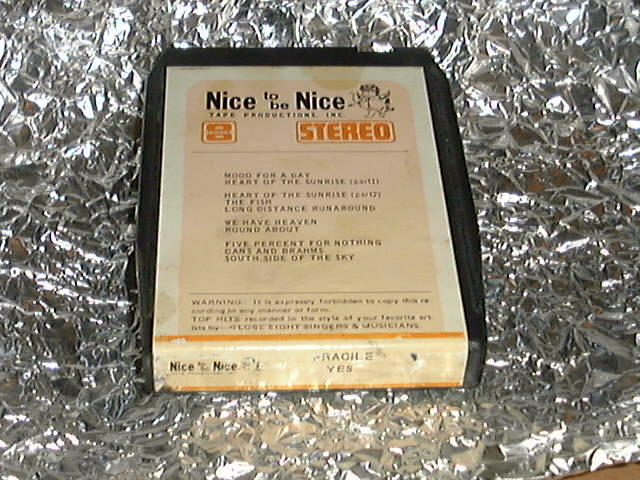 Nice to be Nice
TAPE PRODUCTIONS, INC.
8
STEREO
MOOD FOR A DAY
HEART OF THE SUNRISE (part1)
HEART OF THE SUNRISE (part2)
THE FISH
LONG DISTANCE RUNAROUND
WE HAVE HEAVEN
ROUND ABOUT
FIVE PERCENT FOR NOTHING
CANS AND BRAHMS
SOUTH SIDE OF THE SKY
WARNING: It is expressly forbidden to copy this re-
cording in any manner or form.
TOP HITS recorded in the style of your favorite art-
ists by: CLOSE EIGHT SINGERS & MUSICIANS.
Nice to be Nice
FRAGILE
YES